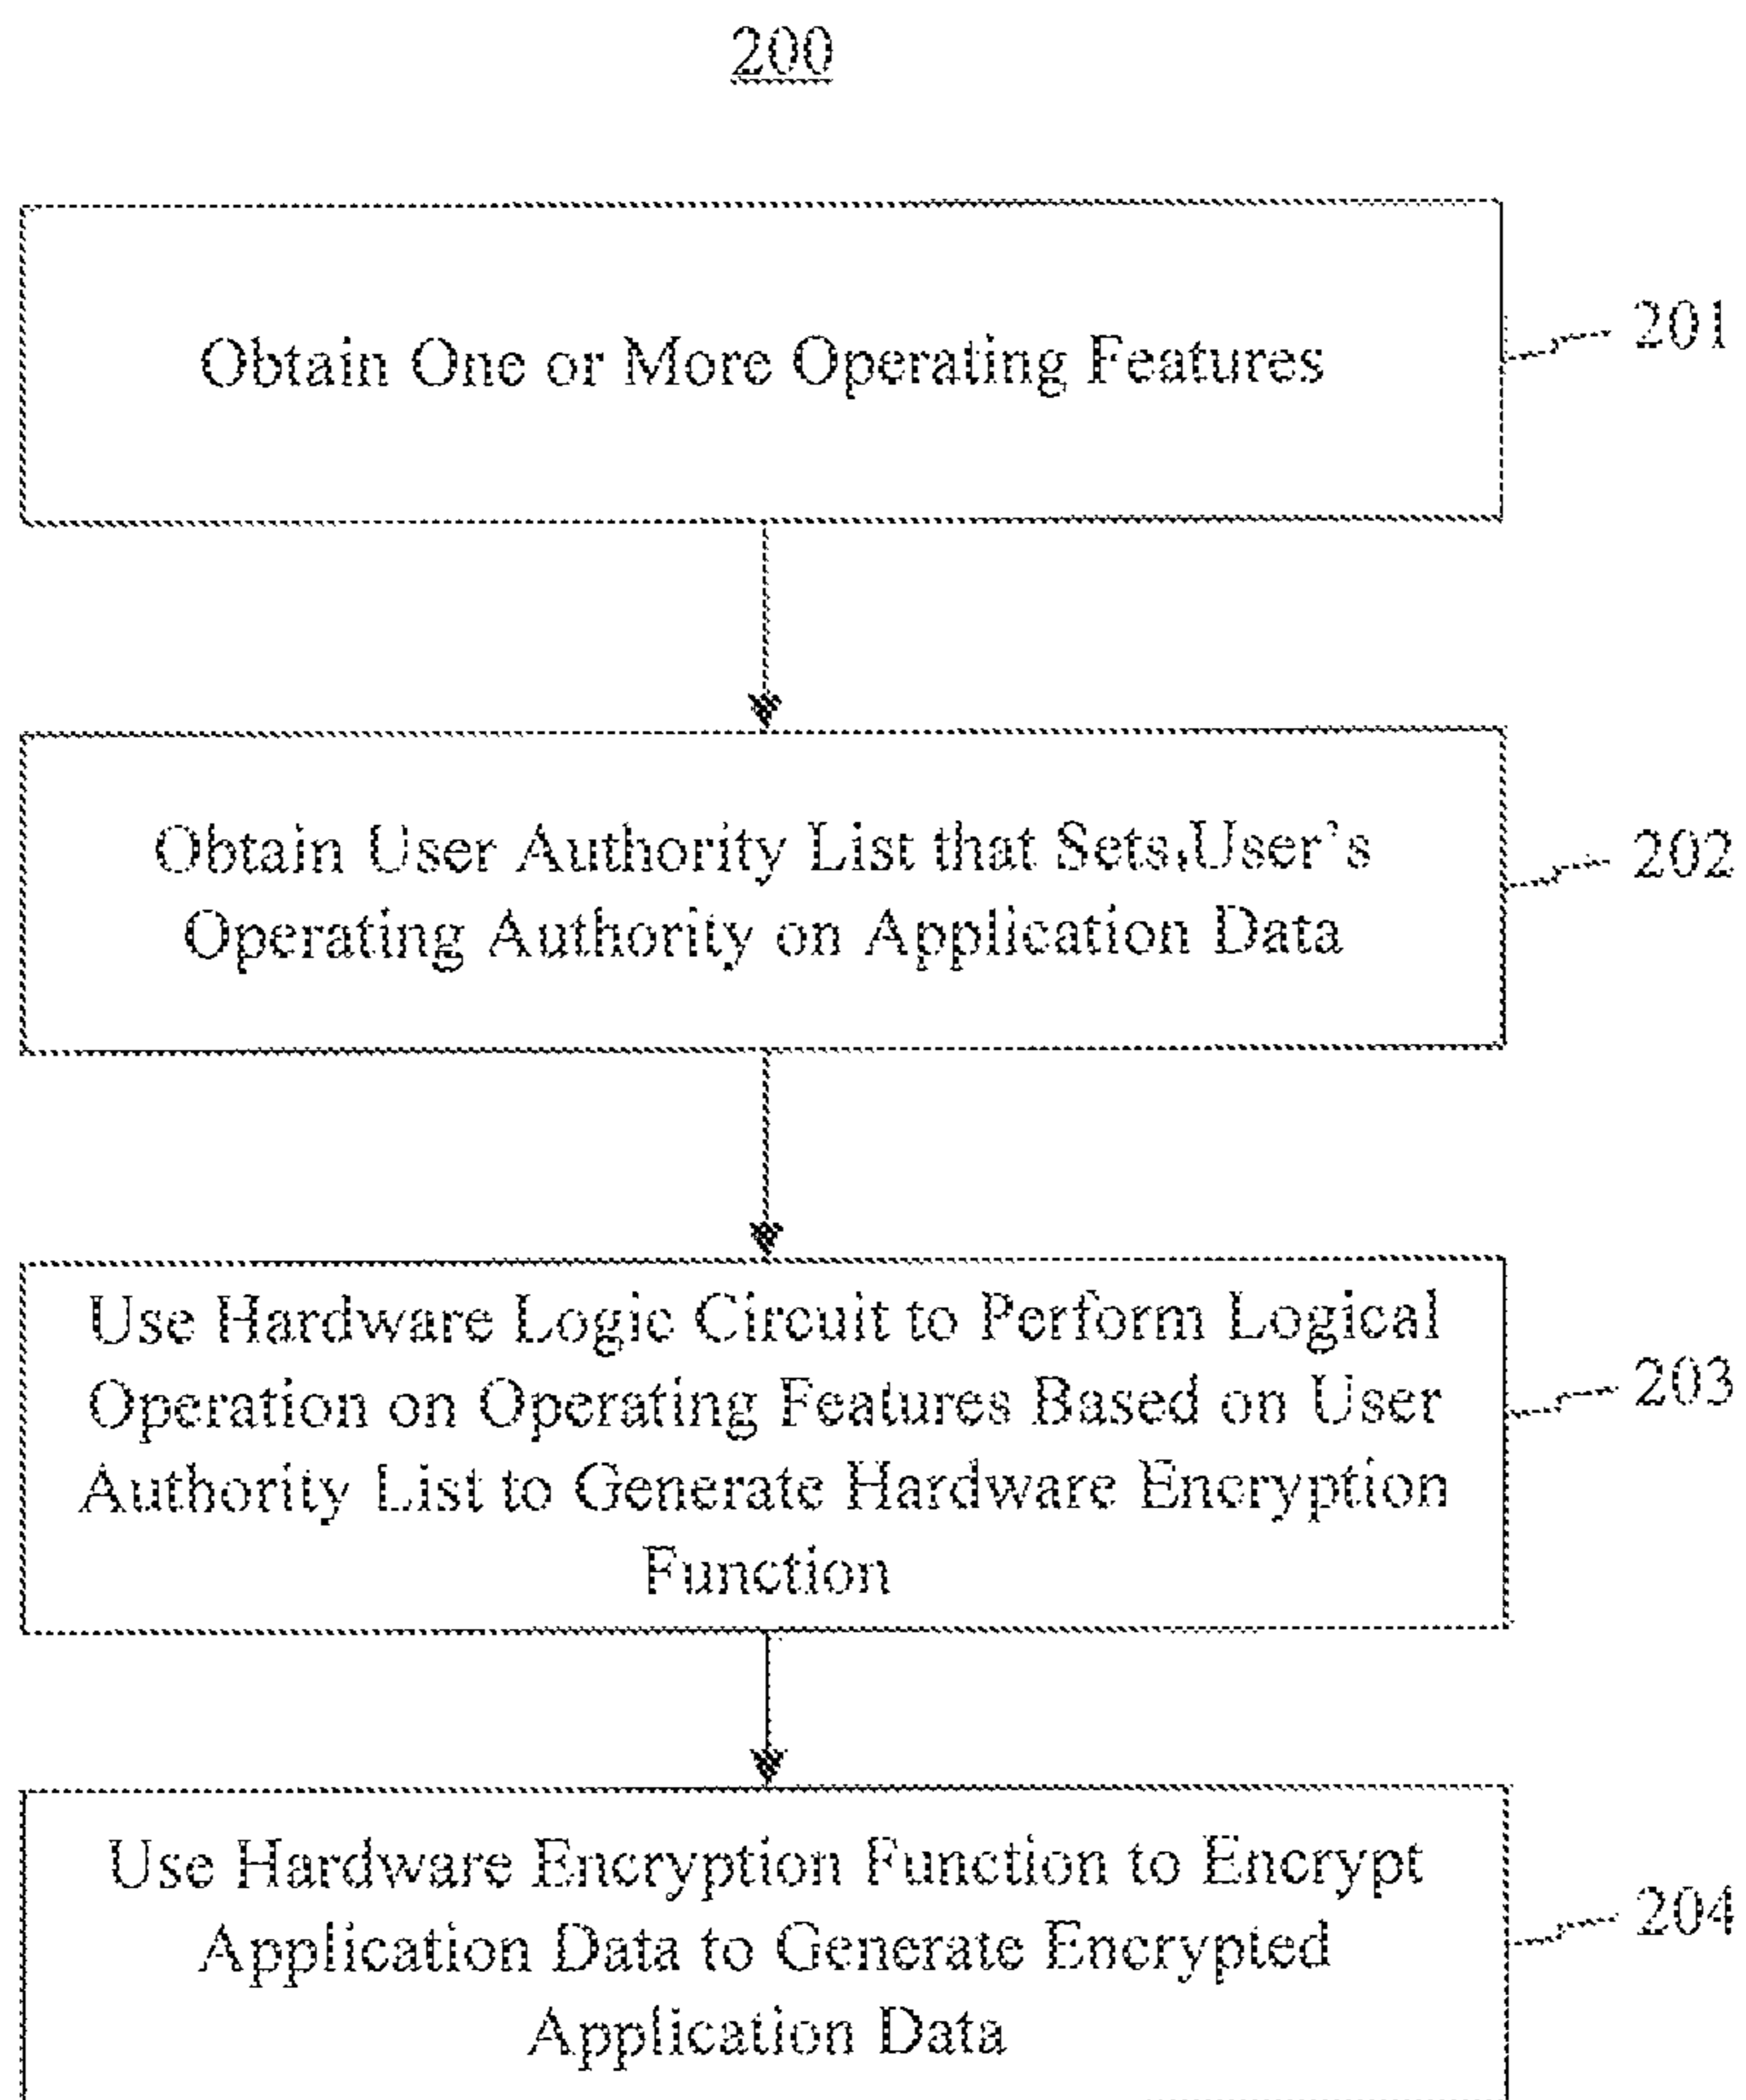 200
Obtain One or More Operating Features
201
Obtain User Authority List that Sets User's
Operating Authority on Application Data
202
Use Hardware Logic Circuit to Perform Logical
Operation on Operating Features Based on User
Authority List to Generate Hardware Encryption
Function
203
Use Hardware Encryption Function to Encrypt
Application Data to Generate Encrypted
Application Data
204